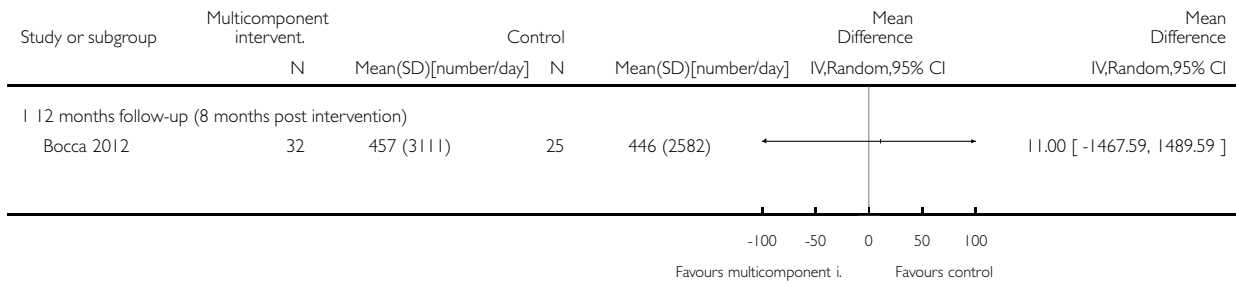 Study or subgroup Multicomponent intervent. Control Mean Difference Mean Difference
N Mean(SD)[number/day] N Mean(SD)[number/day] IV,Random,95% CI IV,Random,95% CI
1 12 months follow-up (8 months post intervention)
Bocca 2012 32 457 (3111) 25 446 (2582) 11.00 [ -1467.59, 1489.59 ]
-100 -50 0 50 100
Favours multicomponent i. Favours control